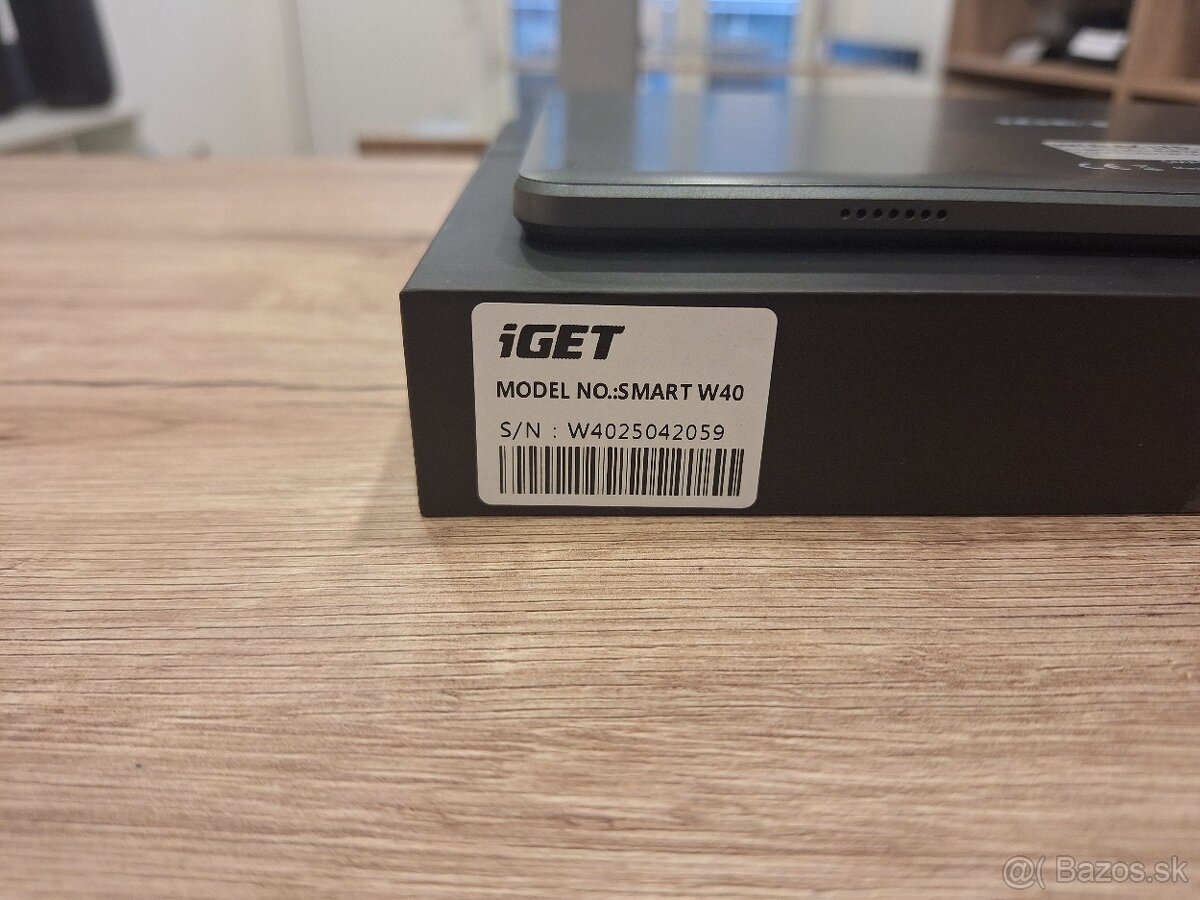 iGET
MODEL NO.:SMART W40
S/N : W4025042059
@( Bazos.sk